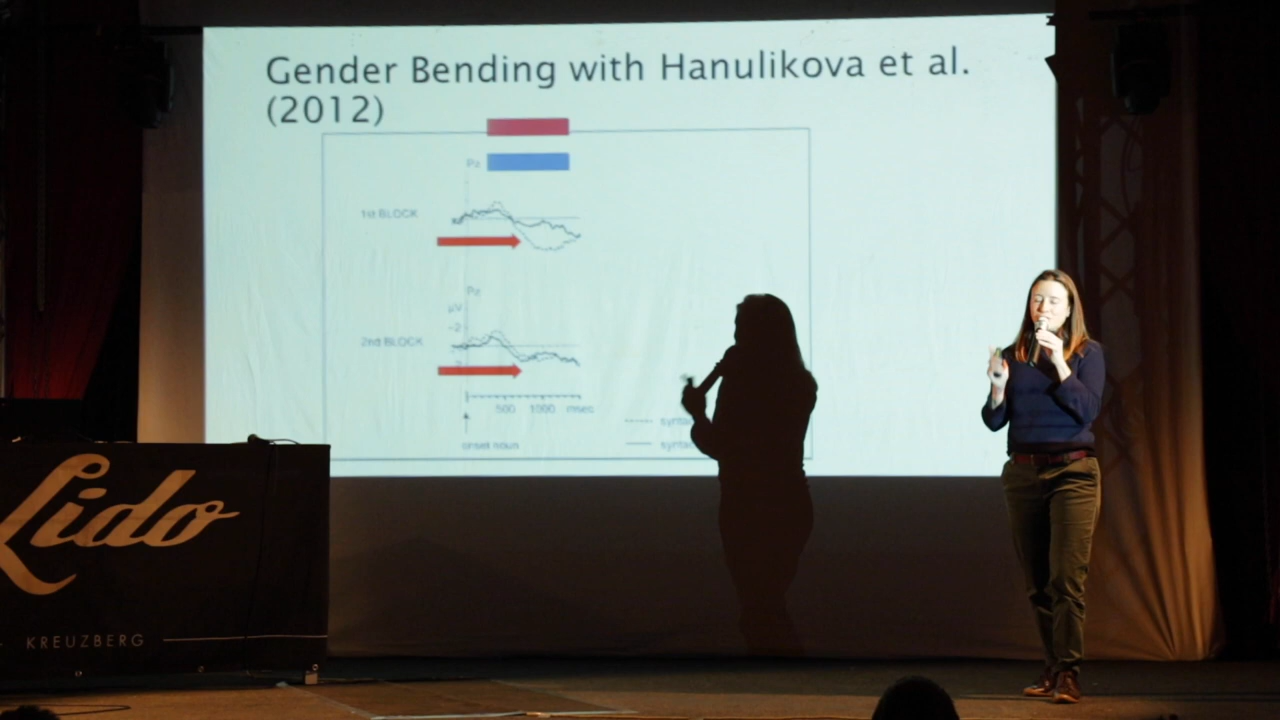 Gender Bending with Hanulikova et al.
(2012)
Pz
1st BLOCK
Pz
µV
-2
2nd BLOCK
500 1000 msec
onset noun
Lido
KREUZBERG